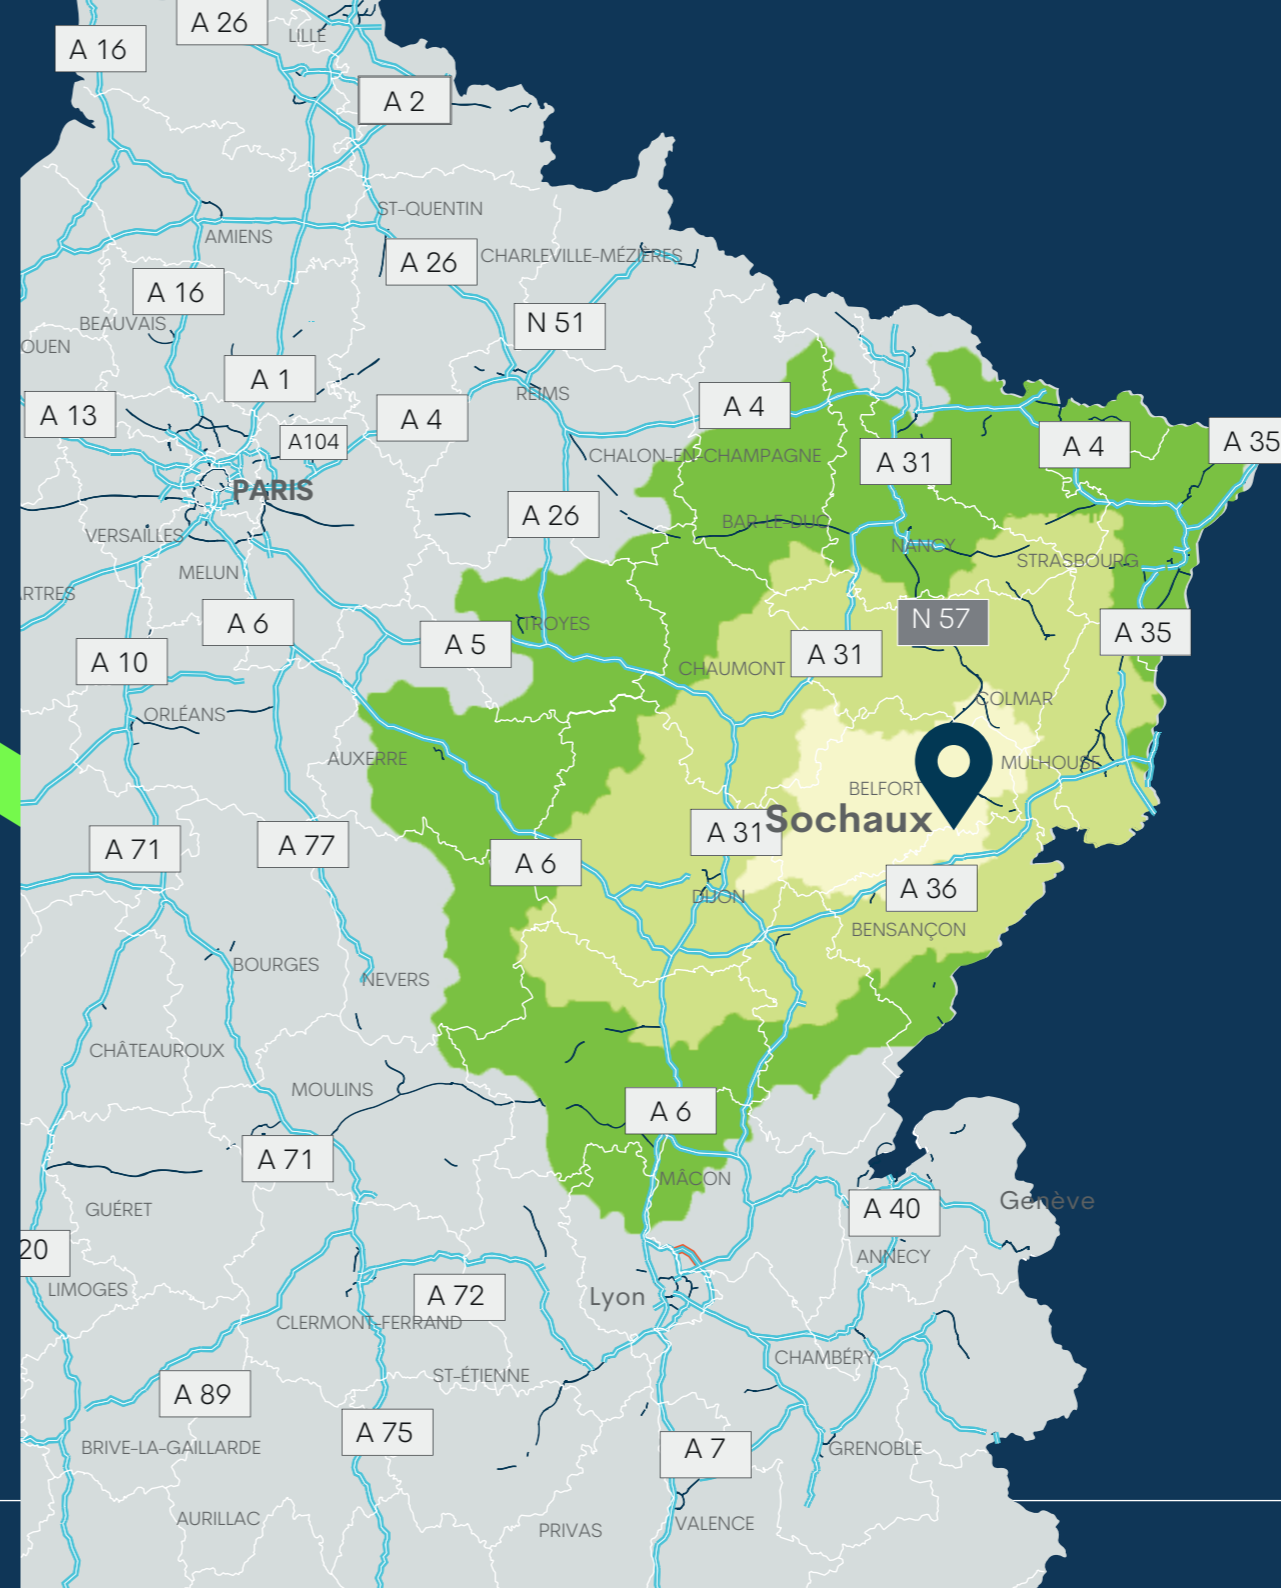 A 26
LILLE
A 16
A 2
ST-QUENTIN
AMIENS
A 26
CHARLEVILLE-MÉZIÈRES
A 16
BEAUVAIS
N 51
OUEN
A 1
REIMS
A 13
A 4
A 4
A104
A 31
A 4
A 35
CHALON-EN-CHAMPAGNE
PARIS
A 26
BAR-LE-DUC
VERSAILLES
NANCY
STRASBOURG
MELUN
ARTRES
A 6
TROYES
N 57
A 5
A 35
A 31
A 10
CHAUMONT
COLMAR
ORLÉANS
AUXERRE
MULHOUSE
BELFORT
Sochaux
A 31
A 71
A 77
A 6
A 36
DIJON
BENSANÇON
BOURGES
NEVERS
CHÂTEAUROUX
MOULINS
A 6
A 71
MÂCON
GUÉRET
A 40
Genève
20
ANNECY
LIMOGES
Lyon
A 72
CLERMONT-FERRAND
CHAMBÉRY
ST-ÉTIENNE
A 89
A 75
BRIVE-LA-GAILLARDE
A 7
GRENOBLE
AURILLAC
PRIVAS
VALENCE